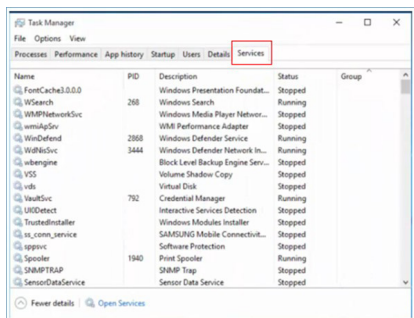 Task Manager
File Options View
Processes Performance App history Startup Users Details Services
Name PID Description Status Group
FontCache3.0.0.0 Windows Presentation Foundat... Stopped
WSearch 268 Windows Search Running
WMPNetworkSvc Windows Media Player Networ... Stopped
wmiApSrv WMI Performance Adapter Stopped
WinDefend 2868 Windows Defender Service Running
WdNisSvc 3444 Windows Defender Network In... Running
wbengine Block Level Backup Engine Serv... Stopped
VSS Volume Shadow Copy Stopped
vds Virtual Disk Stopped
VaultSvc 792 Credential Manager Running
UI0Detect Interactive Services Detection Stopped
TrustedInstaller Windows Modules Installer Stopped
ss_conn_service SAMSUNG Mobile Connectivit... Stopped
sppsvc Software Protection Stopped
Spooler 1940 Print Spooler Running
SNMPTRAP SNMP Trap Stopped
SensorDataService Sensor Data Service Stopped
Fewer details Open Services